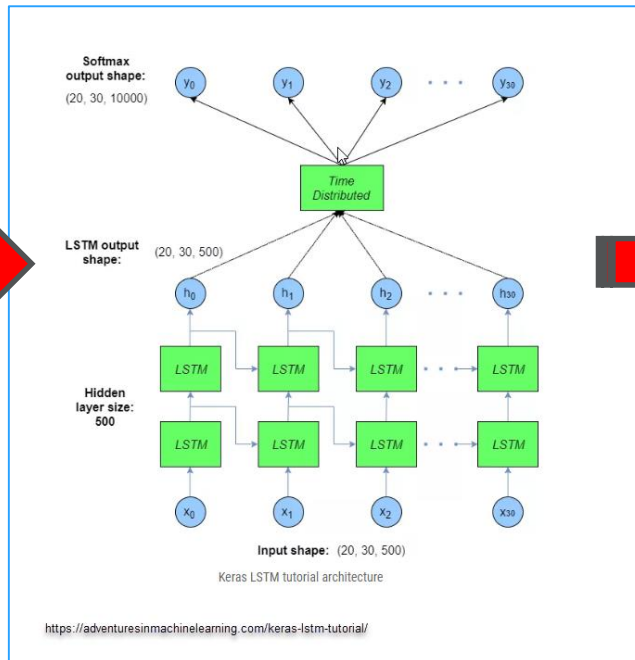 Softmax
output shape:
(20, 30, 10000)
y0 y1 y2 y30
Time
Distributed
LSTM output
shape:
(20, 30, 500)
h0 h1 h2 h30
LSTM LSTM LSTM LSTM
Hidden
layer size:
500
LSTM LSTM LSTM LSTM
x0 x1 x2 x30
Input shape: (20, 30, 500)
Keras LSTM tutorial architecture
https://adventuresinmachinelearning.com/keras-lstm-tutorial/